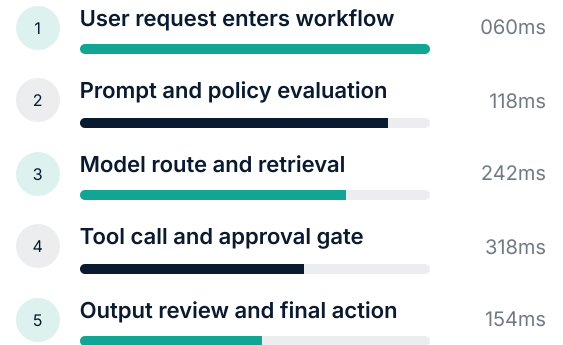 1 User request enters workflow 060ms
2 Prompt and policy evaluation 118ms
3 Model route and retrieval 242ms
4 Tool call and approval gate 318ms
5 Output review and final action 154ms